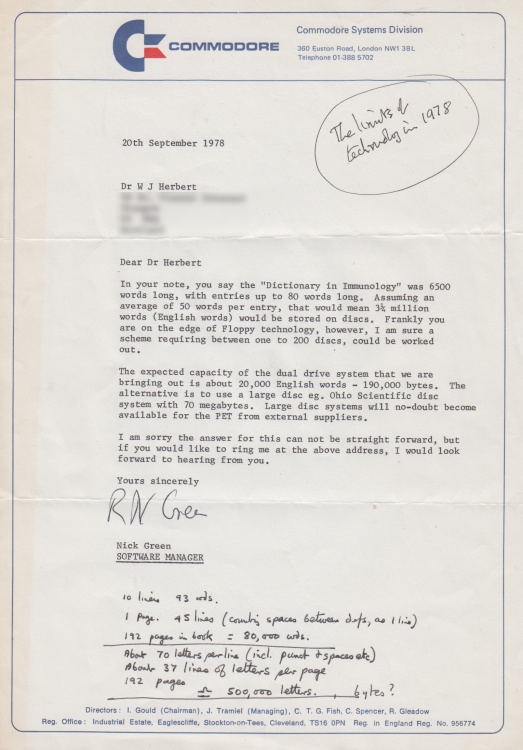 COMMODORE
Commodore Systems Division
360 Euston Road, London NW1 3BL
Telephone 01-388 5702
The limits of
technology in 1978
20th September 1978
Dr W J Herbert
Dear Dr Herbert
In your note, you say the "Dictionary in Immunology" was 6500
words long, with entries up to 80 words long. Assuming an
average of 50 words per entry, that would mean 3¼ million
words (English words) would be stored on discs. Frankly you
are on the edge of Floppy technology, however, I am sure a
scheme requiring between one to 200 discs, could be worked
out.
The expected capacity of the dual drive system that we are
bringing out is about 20,000 English words - 190,000 bytes. The
alternative is to use a large disc eg. Ohio Scientific disc
system with 70 megabytes. Large disc systems will no-doubt become
available for the PET from external suppliers.
I am sorry the answer for this can not be straight forward, but
if you would like to ring me at the above address, I would look
forward to hearing from you.
Yours sincerely
R N Green
Nick Green
SOFTWARE MANAGER
10 lines 93 wds.
1 page. 45 lines (counting spaces between defs, as 1 line)
192 pages in book = 80,000 wds.
About 70 letters per line (incl. punct + spaces etc)
About 37 lines of letters per page
192 pages
≏ 500,000 letters. , bytes?
Directors : I. Gould (Chairman), J. Tramiel (Managing), C. T. G. Fish, C. Spencer, R. Gleadow
Reg. Office : Industrial Estate, Eaglescliffe, Stockton-on-Tees, Cleveland, TS16 0PN Reg. in England Reg. No. 956774